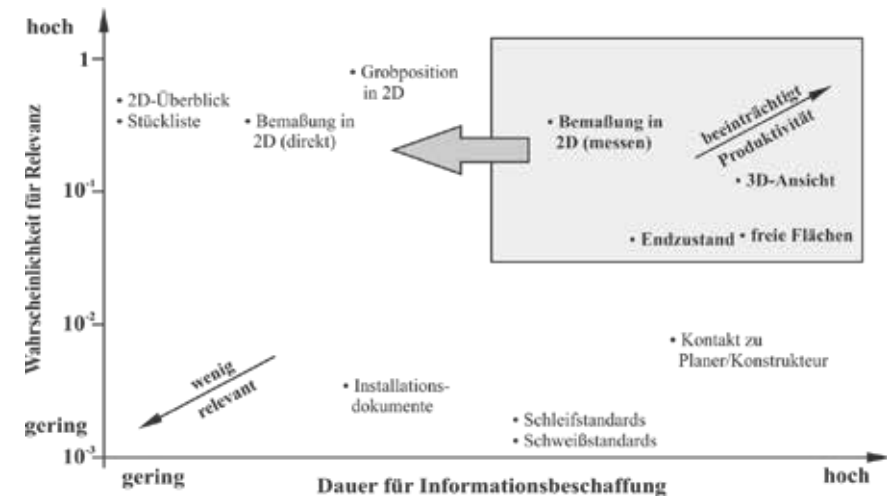 hoch
Wahrscheinlichkeit für Relevanz
1
10⁻¹
10⁻²
10⁻³
gering
• 2D-Überblick
• Stückliste
• Bemaßung in
2D (direkt)
• Grobposition
in 2D
• Bemaßung in
2D (messen)
beeinträchtigt
Produktivität
• 3D-Ansicht
• Endzustand
• freie Flächen
wenig
relevant
• Installations-
dokumente
• Kontakt zu
Planer/Konstrukteur
• Schleifstandards
• Schweißstandards
gering
Dauer für Informationsbeschaffung
hoch